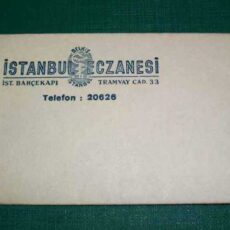 İSTANBUL ECZANESİ
İST. BAHÇEKAPI TRAMVAY CAD. 33
Telefon : 20626